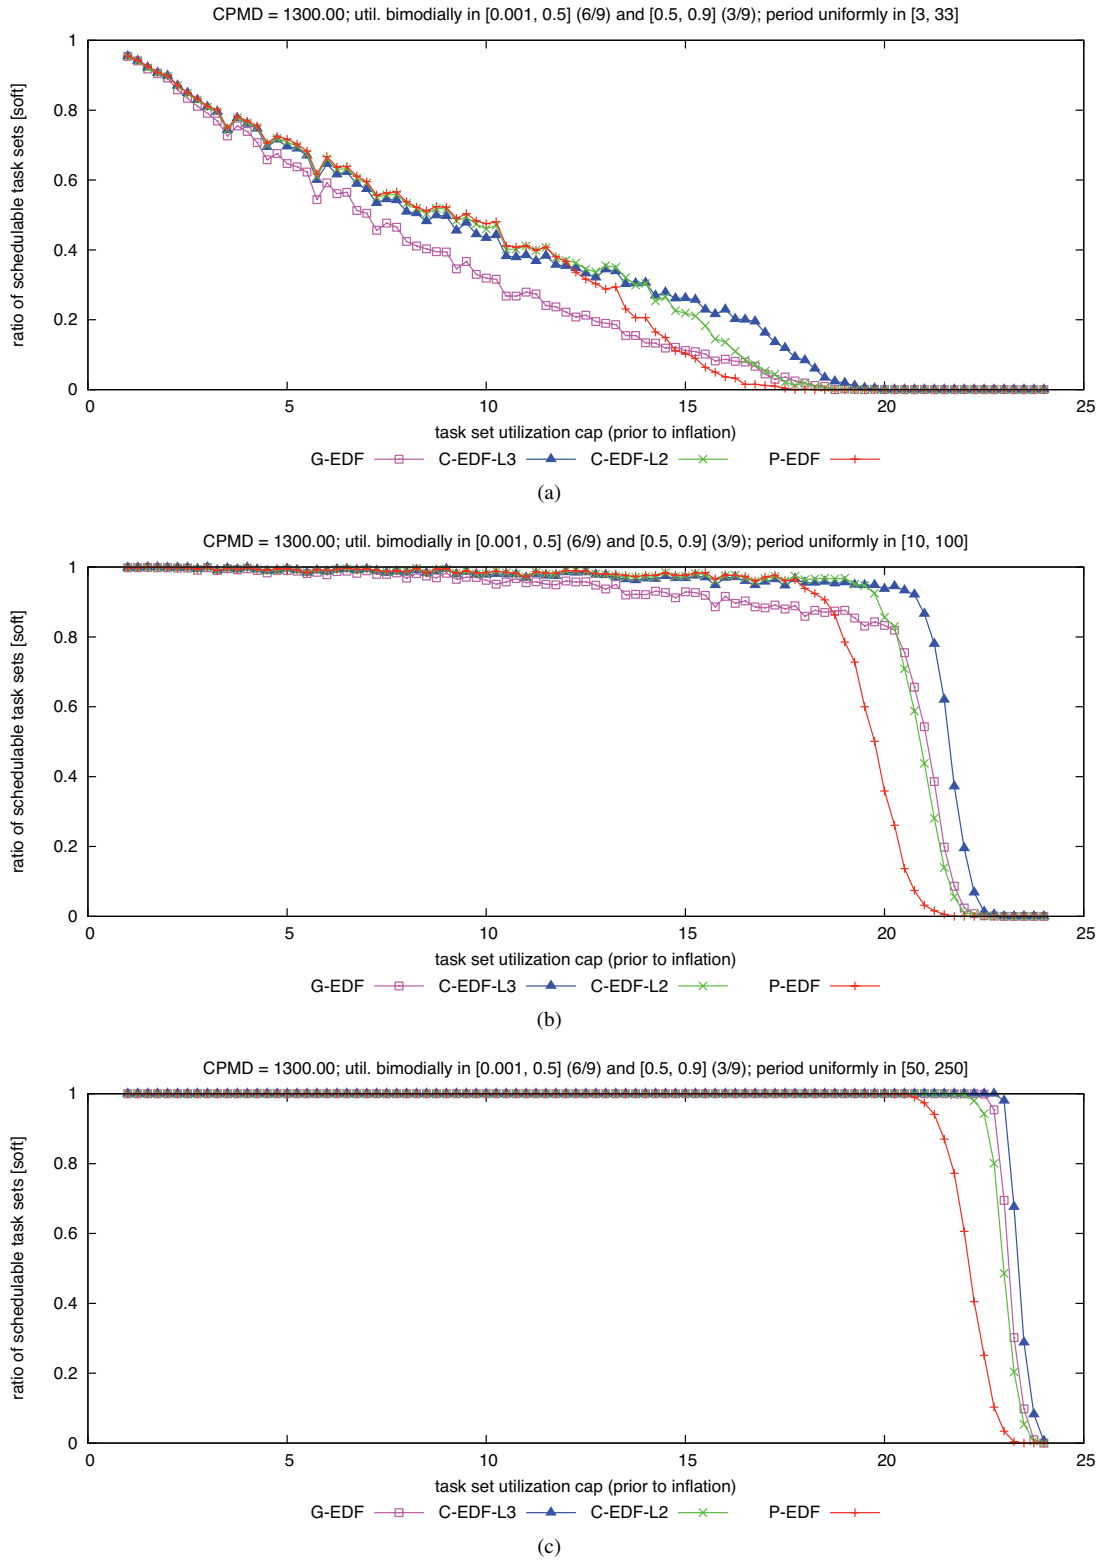 CPMD = 1300.00; util. bimodially in [0.001, 0.5] (6/9) and [0.5, 0.9] (3/9); period uniformly in [3, 33]
1
0.8
0.6
0.4
0.2
0
ratio of schedulable task sets [soft]
0 5 10 15 20 25
task set utilization cap (prior to inflation)
G-EDF C-EDF-L3 C-EDF-L2 P-EDF
(a)
CPMD = 1300.00; util. bimodially in [0.001, 0.5] (6/9) and [0.5, 0.9] (3/9); period uniformly in [10, 100]
1
0.8
0.6
0.4
0.2
0
ratio of schedulable task sets [soft]
0 5 10 15 20 25
task set utilization cap (prior to inflation)
G-EDF C-EDF-L3 C-EDF-L2 P-EDF
(b)
CPMD = 1300.00; util. bimodially in [0.001, 0.5] (6/9) and [0.5, 0.9] (3/9); period uniformly in [50, 250]
1
0.8
0.6
0.4
0.2
0
ratio of schedulable task sets [soft]
0 5 10 15 20 25
task set utilization cap (prior to inflation)
G-EDF C-EDF-L3 C-EDF-L2 P-EDF
(c)